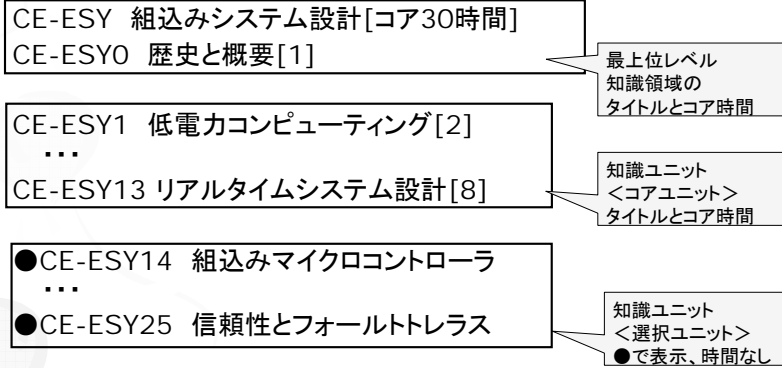 CE-ESY 組込みシステム設計[コア30時間]
CE-ESY0 歴史と概要[1]
最上位レベル
知識領域の
タイトルとコア時間
CE-ESY1 低電力コンピューティング[2]
・・・
CE-ESY13 リアルタイムシステム設計[8]
知識ユニット
＜コアユニット＞
タイトルとコア時間
●CE-ESY14 組込みマイクロコントローラ
・・・
●CE-ESY25 信頼性とフォールトトレラス
知識ユニット
＜選択ユニット＞
●で表示、時間なし